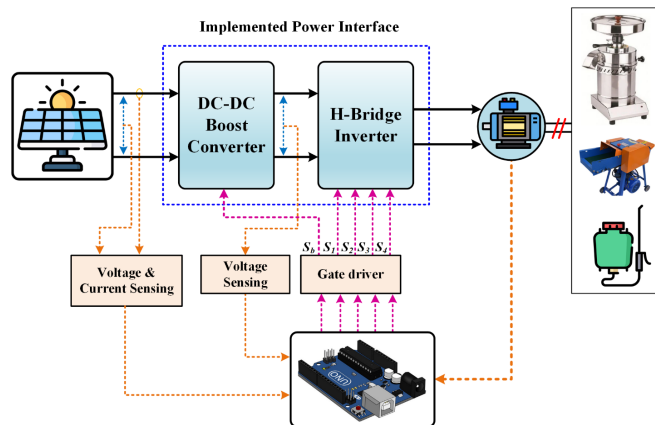 Implemented Power Interface
DC-DC
Boost
Converter
H-Bridge
Inverter
S_b S_1 S_2 S_3 S_4
Voltage &
Current Sensing
Voltage
Sensing
Gate driver
UNO